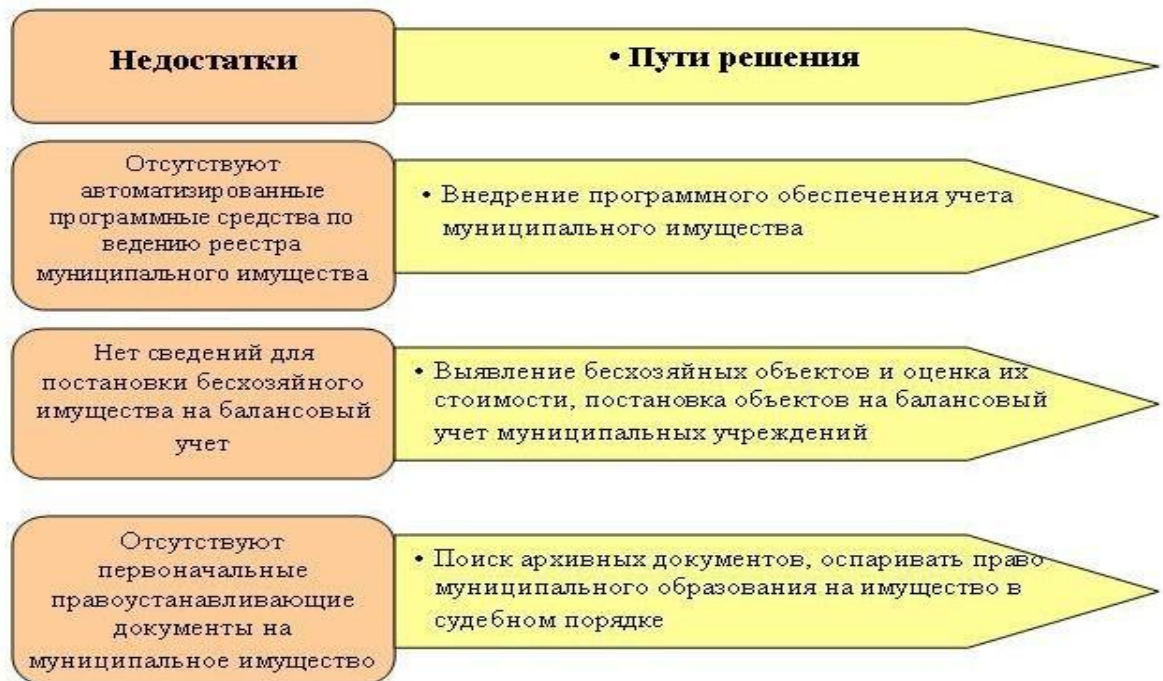 Недостатки
• Пути решения
Отсутствуют
автоматизированные
программные средства по
ведению реестра
муниципального имущества
• Внедрение программного обеспечения учета
муниципального имущества
Нет сведений для
постановки бесхозяйного
имущества на балансовый
учет
• Выявление бесхозяйных объектов и оценка их
стоимости, постановка объектов на балансовый
учет муниципальных учреждений
Отсутствуют
первоначальные
правоустанавливающие
документы на
муниципальное имущество
• Поиск архивных документов, оспаривать право
муниципального образования на имущество в
судебном порядке